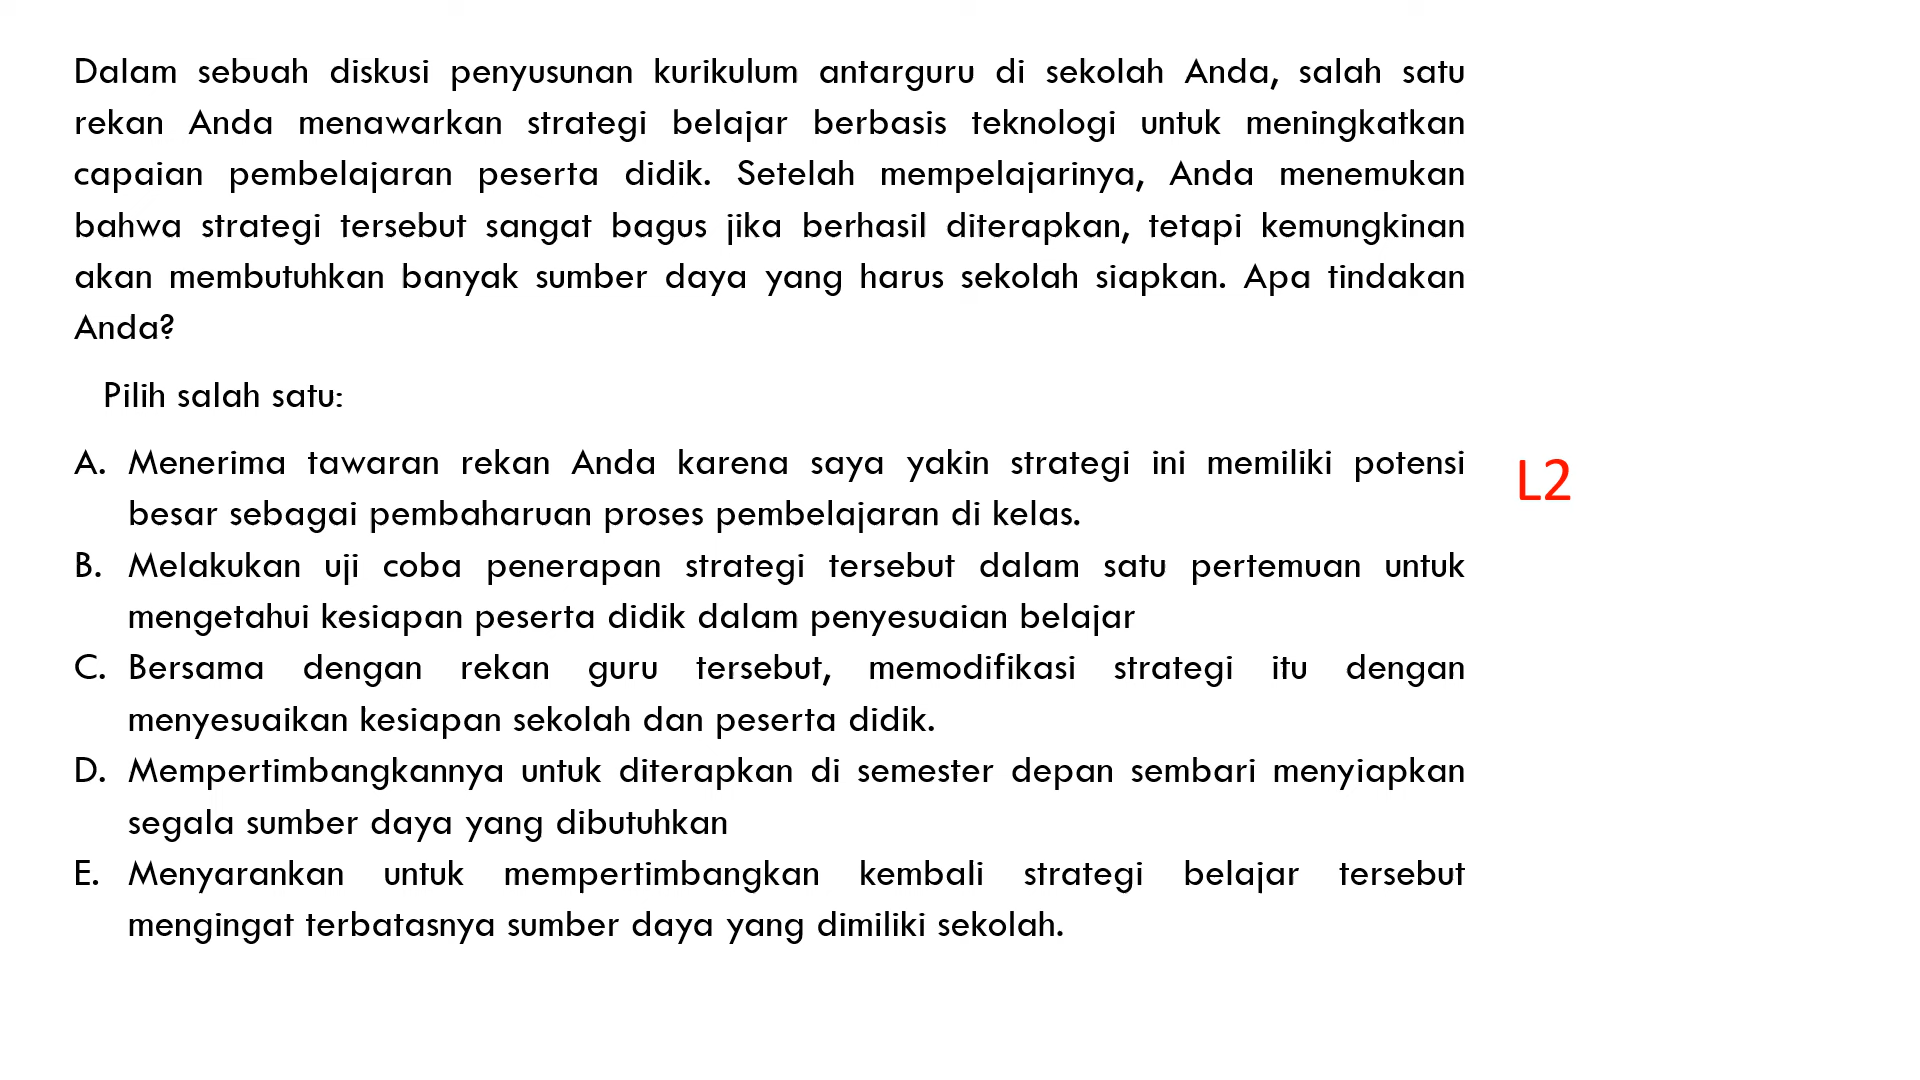 Dalam sebuah diskusi penyusunan kurikulum antarguru di sekolah Anda, salah satu
rekan Anda menawarkan strategi belajar berbasis teknologi untuk meningkatkan
capaian pembelajaran peserta didik. Setelah mempelajarinya, Anda menemukan
bahwa strategi tersebut sangat bagus jika berhasil diterapkan, tetapi kemungkinan
akan membutuhkan banyak sumber daya yang harus sekolah siapkan. Apa tindakan
Anda?
Pilih salah satu:
A. Menerima tawaran rekan Anda karena saya yakin strategi ini memiliki potensi
besar sebagai pembaharuan proses pembelajaran di kelas.
L2
B. Melakukan uji coba penerapan strategi tersebut dalam satu pertemuan untuk
mengetahui kesiapan peserta didik dalam penyesuaian belajar
C. Bersama dengan rekan guru tersebut, memodifikasi strategi itu dengan
menyesuaikan kesiapan sekolah dan peserta didik.
D. Mempertimbangkannya untuk diterapkan di semester depan sembari menyiapkan
segala sumber daya yang dibutuhkan
E. Menyarankan untuk mempertimbangkan kembali strategi belajar tersebut
mengingat terbatasnya sumber daya yang dimiliki sekolah.